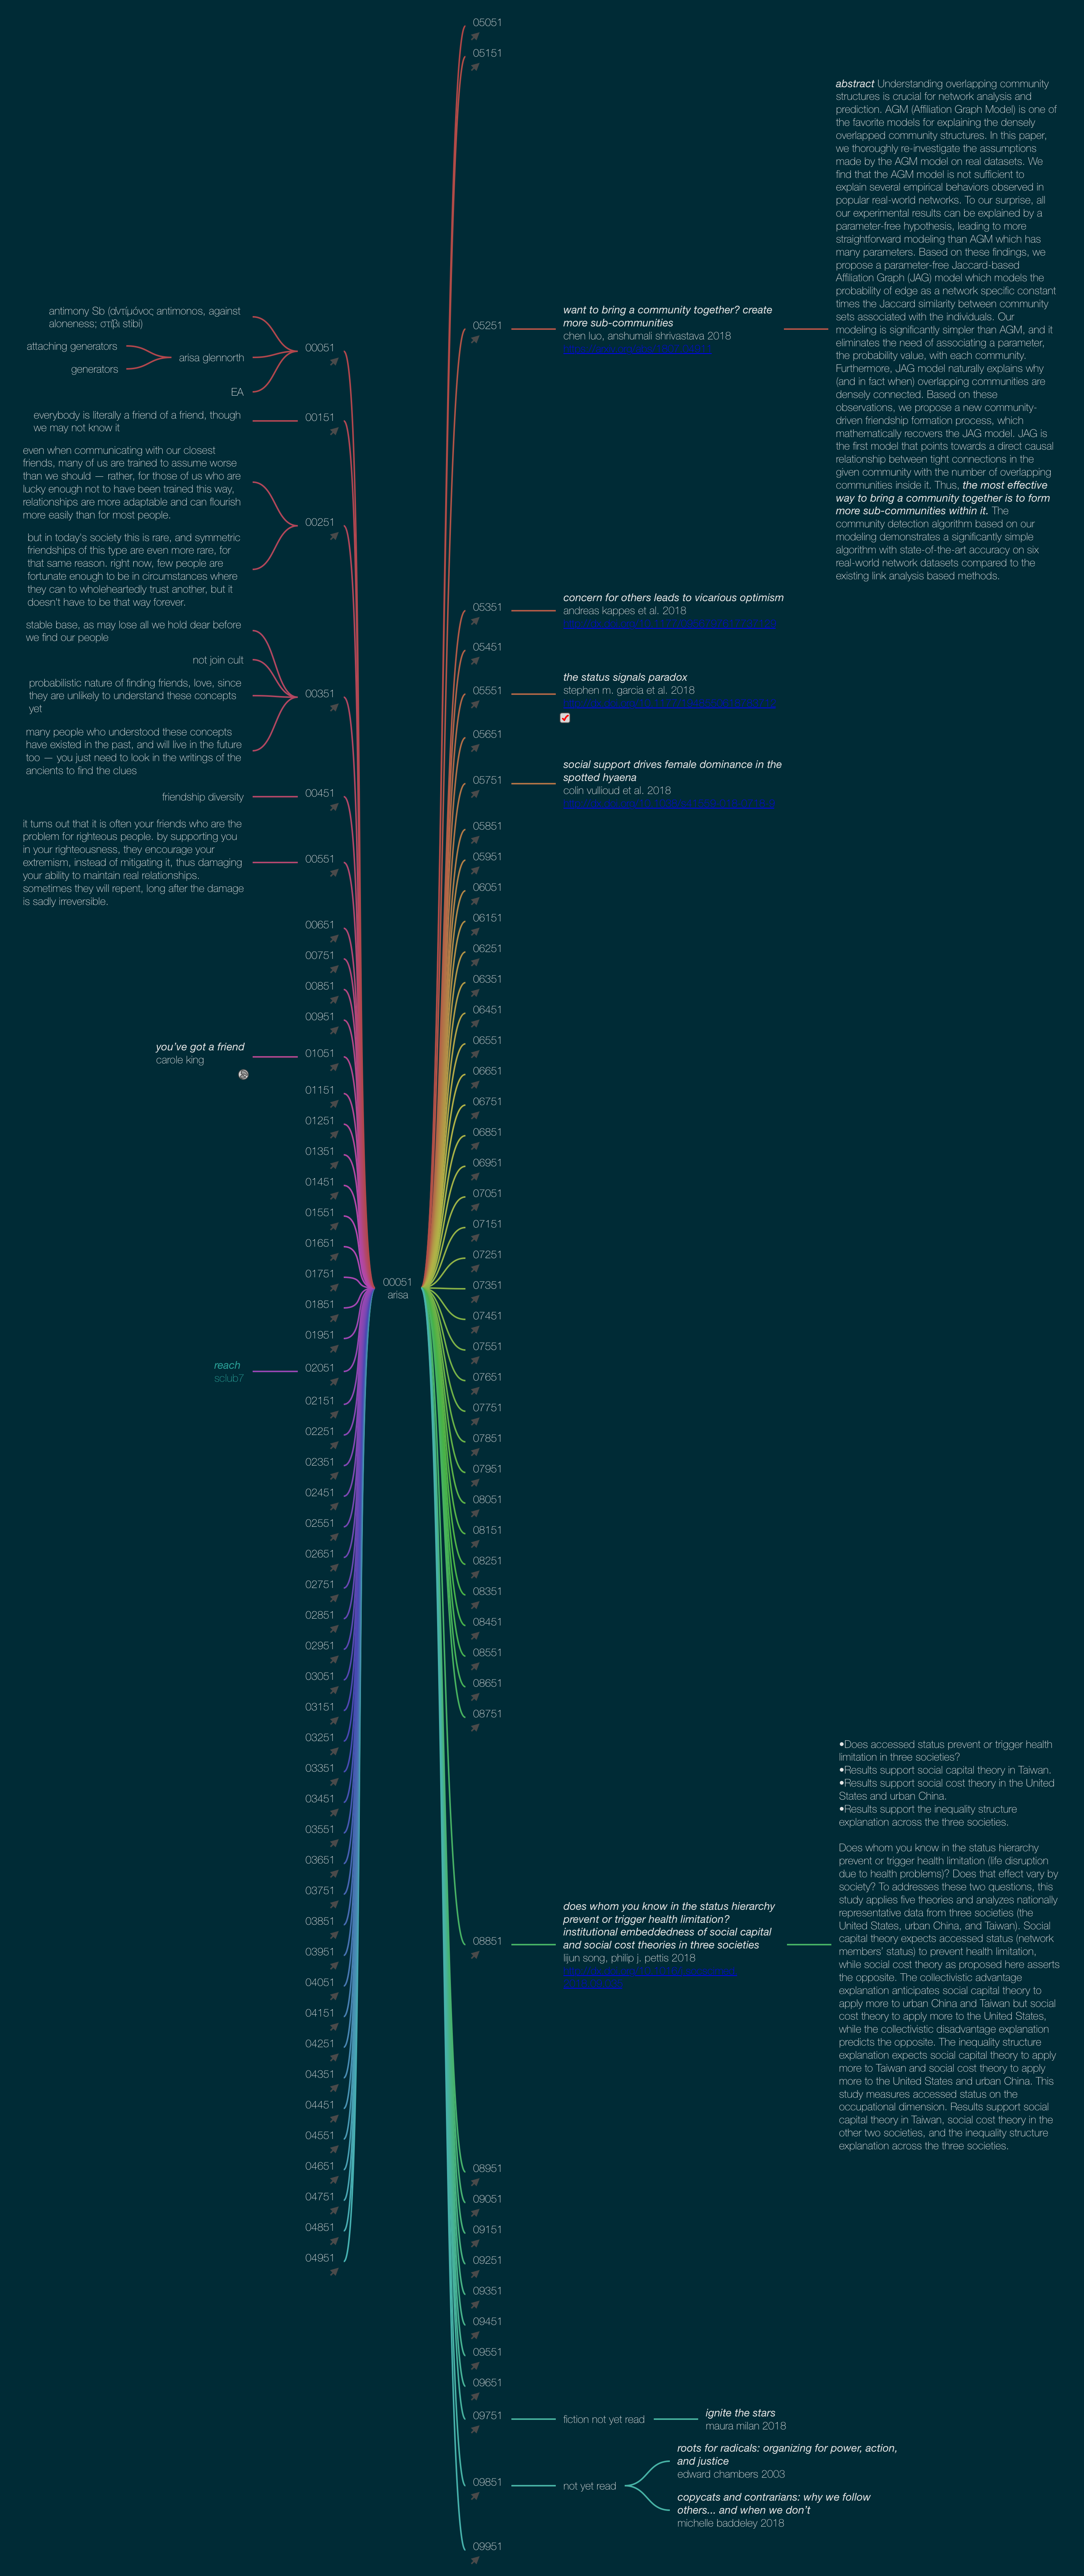 antimony Sb (ἀντίμόνος antimonos, against
aloneness; στίβι stibi)
attaching generators
generators
arisa glennorth
EA
00051
everybody is literally a friend of a friend, though
we may not know it
00151
even when communicating with our closest
friends, many of us are trained to assume worse
than we should — rather, for those of us who are
lucky enough not to have been trained this way,
relationships are more adaptable and can flourish
more easily than for most people.
but in today's society this is rare, and symmetric
friendships of this type are even more rare, for
that same reason. right now, few people are
fortunate enough to be in circumstances where
they can to wholeheartedly trust another, but it
doesn't have to be that way forever.
00251
stable base, as may lose all we hold dear before
we find our people
not join cult
probabilistic nature of finding friends, love, since
they are unlikely to understand these concepts
yet
many people who understood these concepts
have existed in the past, and will live in the future
too — you just need to look in the writings of the
ancients to find the clues
00351
friendship diversity
00451
it turns out that it is often your friends who are the
problem for righteous people. by supporting you
in your righteousness, they encourage your
extremism, instead of mitigating it, thus damaging
your ability to maintain real relationships.
sometimes they will repent, long after the damage
is sadly irreversible.
00551
00651
00751
00851
00951
you've got a friend
carole king
01051
01151
01251
01351
01451
01551
01651
01751
01851
01951
reach
sclub7
02051
02151
02251
02351
02451
02551
02651
02751
02851
02951
03051
03151
03251
03351
03451
03551
03651
03751
03851
03951
04051
04151
04251
04351
04451
04551
04651
04751
04851
04951
00051
arisa
05051
05151
05251
want to bring a community together? create
more sub-communities
chen luo, anshumali shrivastava 2018
abstract Understanding overlapping community
structures is crucial for network analysis and
prediction. AGM (Affiliation Graph Model) is one of
the favorite models for explaining the densely
overlapped community structures. In this paper,
we thoroughly re-investigate the assumptions
made by the AGM model on real datasets. We
find that the AGM model is not sufficient to
explain several empirical behaviors observed in
popular real-world networks. To our surprise, all
our experimental results can be explained by a
parameter-free hypothesis, leading to more
straightforward modeling than AGM which has
many parameters. Based on these findings, we
propose a parameter-free Jaccard-based
Affiliation Graph (JAG) model which models the
probability of edge as a network specific constant
times the Jaccard similarity between community
sets associated with the individuals. Our
modeling is significantly simpler than AGM, and it
eliminates the need of associating a parameter,
the probability value, with each community.
Furthermore, JAG model naturally explains why
(and in fact when) overlapping communities are
densely connected. Based on these
observations, we propose a new community-
driven friendship formation process, which
mathematically recovers the JAG model. JAG is
the first model that points towards a direct causal
relationship between tight connections in the
given community with the number of overlapping
communities inside it. Thus, the most effective
way to bring a community together is to form
more sub-communities within it. The
community detection algorithm based on our
modeling demonstrates a significantly simple
algorithm with state-of-the-art accuracy on six
real-world network datasets compared to the
existing link analysis based methods.
05351
concern for others leads to vicarious optimism
andreas kappes et al. 2018
05451
05551
the status signals paradox
stephen m. garcia et al. 2018
05651
05751
social support drives female dominance in the
spotted hyaena
colin vullioud et al. 2018
05851
05951
06051
06151
06251
06351
06451
06551
06651
06751
06851
06951
07051
07151
07251
07351
07451
07551
07651
07751
07851
07951
08051
08151
08251
08351
08451
08551
08651
08751
08851
does whom you know in the status hierarchy
prevent or trigger health limitation?
institutional embeddedness of social capital
and social cost theories in three societies
lijun song, philip j. pettis 2018
•Does accessed status prevent or trigger health
limitation in three societies?
•Results support social capital theory in Taiwan.
•Results support social cost theory in the United
States and urban China.
•Results support the inequality structure
explanation across the three societies.
Does whom you know in the status hierarchy
prevent or trigger health limitation (life disruption
due to health problems)? Does that effect vary by
society? To addresses these two questions, this
study applies five theories and analyzes nationally
representative data from three societies (the
United States, urban China, and Taiwan). Social
capital theory expects accessed status (network
members' status) to prevent health limitation,
while social cost theory as proposed here asserts
the opposite. The collectivistic advantage
explanation anticipates social capital theory to
apply more to urban China and Taiwan but social
cost theory to apply more to the United States,
while the collectivistic disadvantage explanation
predicts the opposite. The inequality structure
explanation expects social capital theory to apply
more to Taiwan and social cost theory to apply
more to the United States and urban China. This
study measures accessed status on the
occupational dimension. Results support social
capital theory in Taiwan, social cost theory in the
other two societies, and the inequality structure
explanation across the three societies.
08951
09051
09151
09251
09351
09451
09551
09651
09751
fiction not yet read
ignite the stars
maura milan 2018
09851
not yet read
roots for radicals: organizing for power, action,
and justice
edward chambers 2003
copycats and contrarians: why we follow
others... and when we don't
michelle baddeley 2018
09951